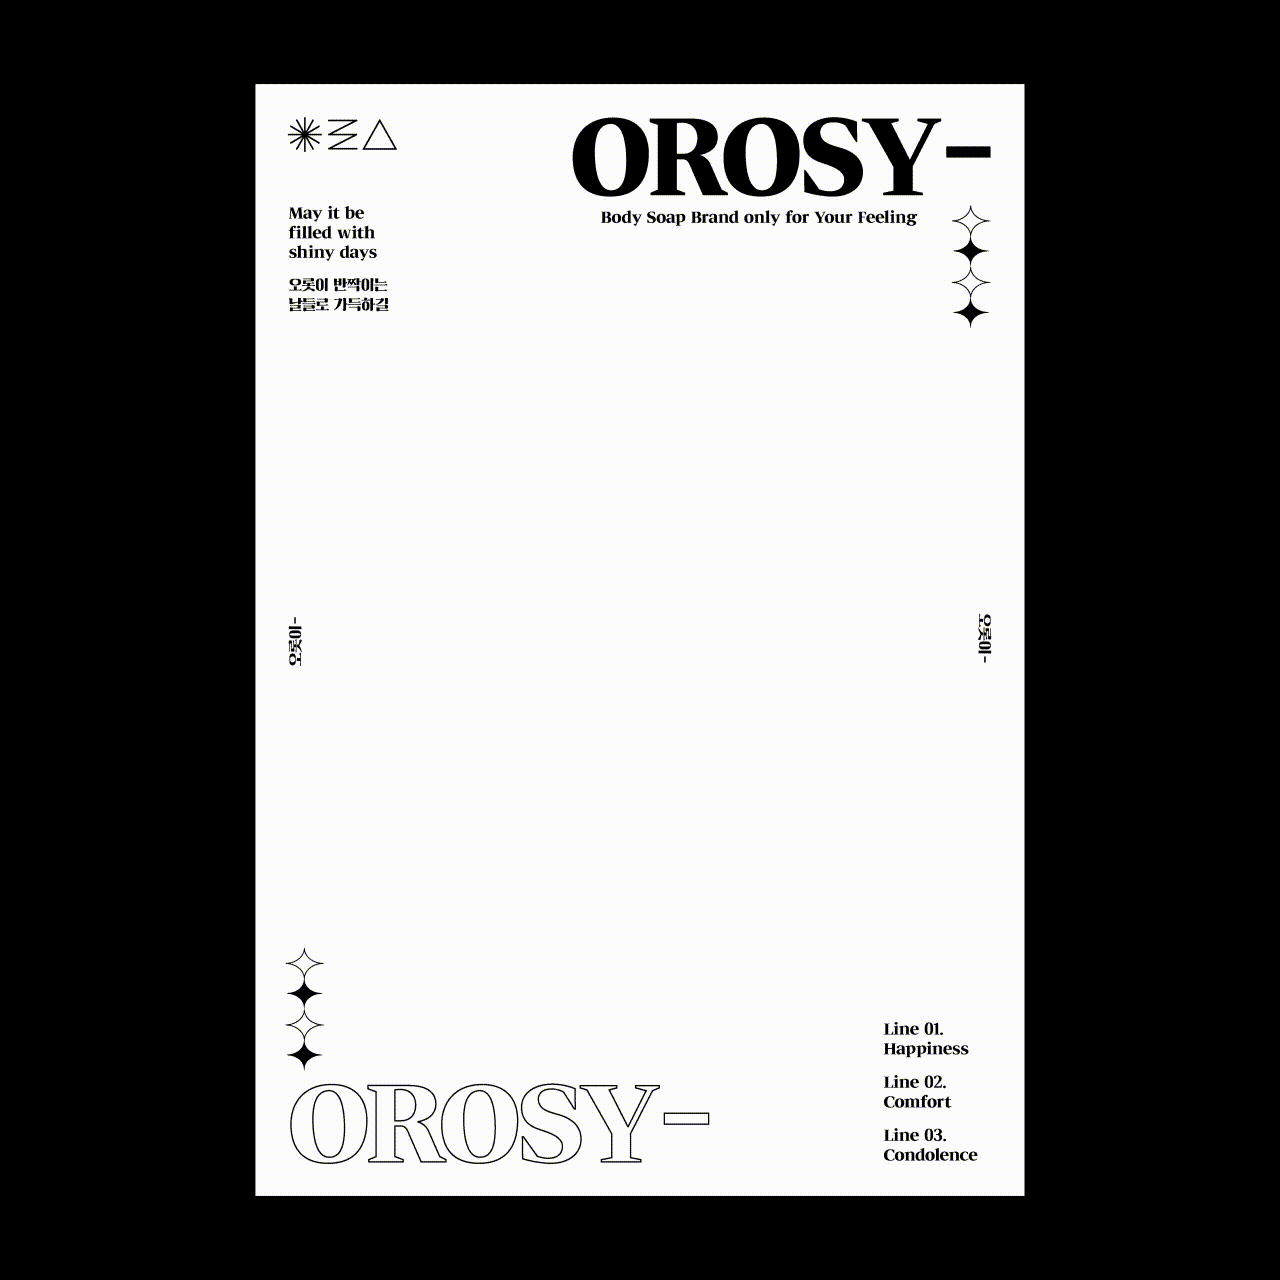 OROSY-
Body Soap Brand only for Your Feeling
May it be
filled with
shiny days
오롯이 반짝이는
날들로 가득하길
오롯이-
오롯이-
OROSY-
Line 01.
Happiness
Line 02.
Comfort
Line 03.
Condolence